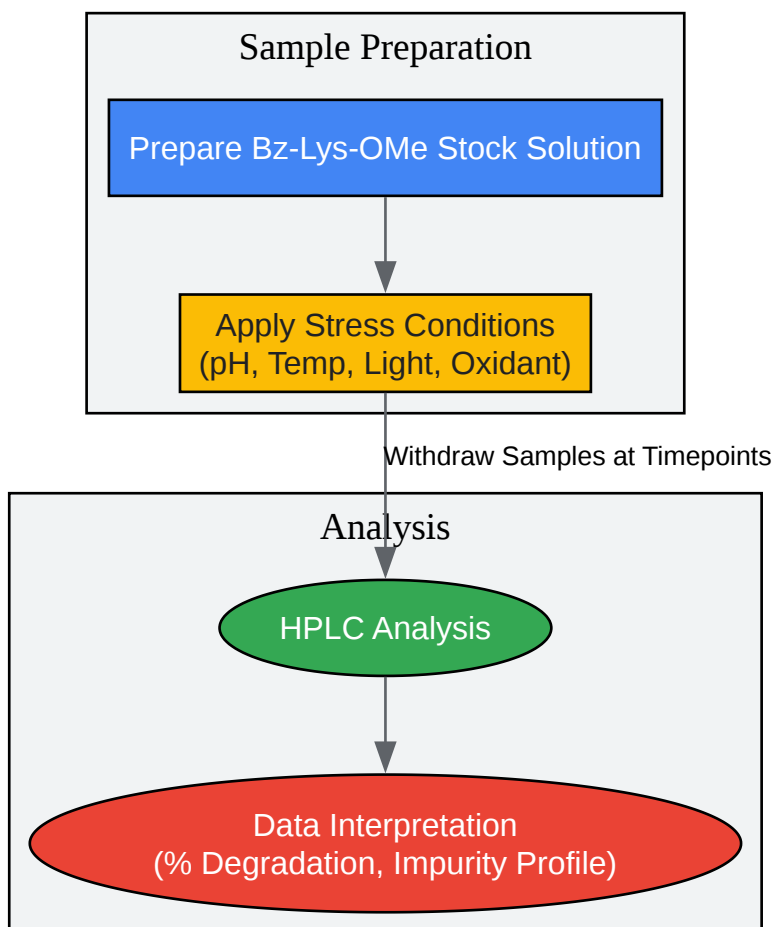 Sample Preparation
Prepare Bz-Lys-OMe Stock Solution
Apply Stress Conditions
(pH, Temp, Light, Oxidant)
Withdraw Samples at Timepoints
Analysis
HPLC Analysis
Data Interpretation
(% Degradation, Impurity Profile)